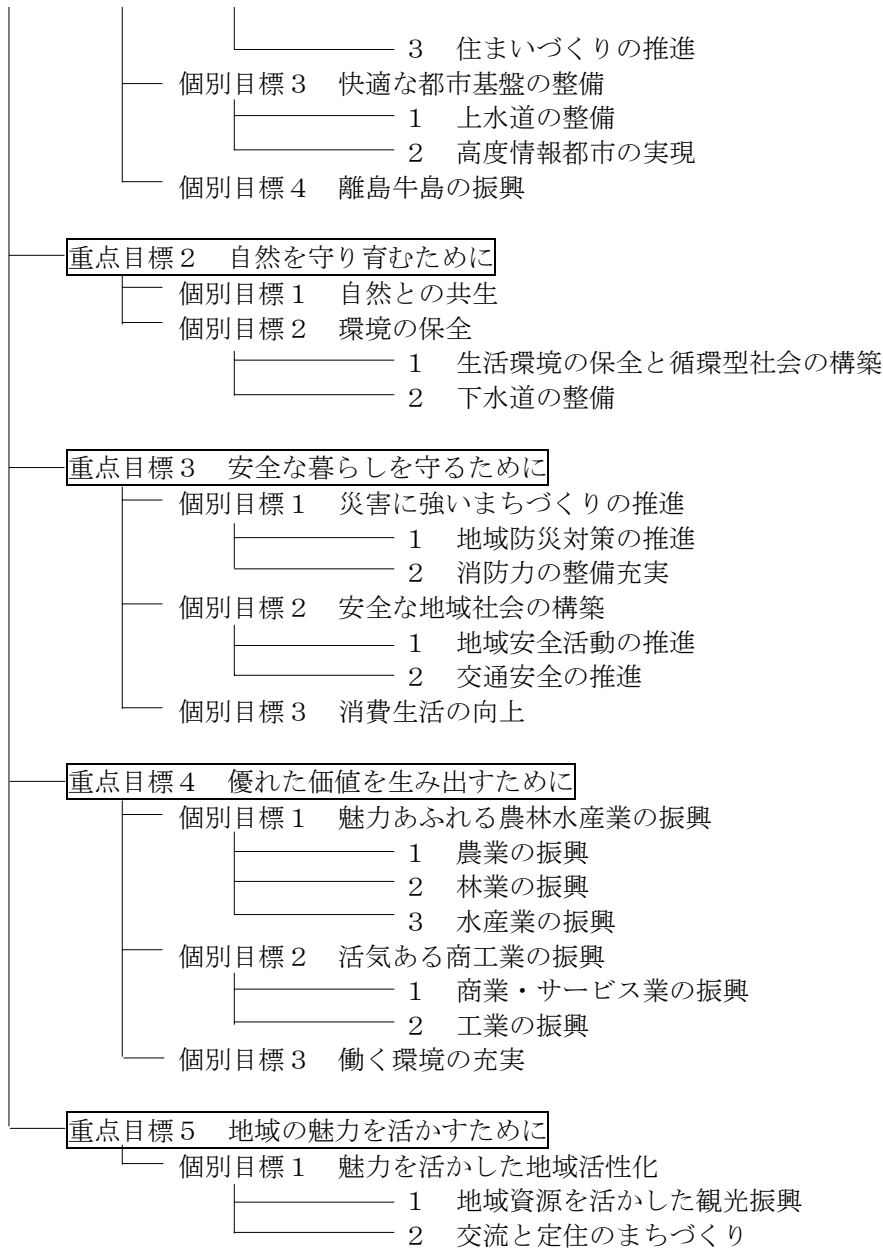 ３　住まいづくりの推進
個別目標３　快適な都市基盤の整備
１　上水道の整備
２　高度情報都市の実現
個別目標４　離島牛島の振興
重点目標２　自然を守り育むために
個別目標１　自然との共生
個別目標２　環境の保全
１　生活環境の保全と循環型社会の構築
２　下水道の整備
重点目標３　安全な暮らしを守るために
個別目標１　災害に強いまちづくりの推進
１　地域防災対策の推進
２　消防力の整備充実
個別目標２　安全な地域社会の構築
１　地域安全活動の推進
２　交通安全の推進
個別目標３　消費生活の向上
重点目標４　優れた価値を生み出すために
個別目標１　魅力あふれる農林水産業の振興
１　農業の振興
２　林業の振興
３　水産業の振興
個別目標２　活気ある商工業の振興
１　商業・サービス業の振興
２　工業の振興
個別目標３　働く環境の充実
重点目標５　地域の魅力を活かすために
個別目標１　魅力を活かした地域活性化
１　地域資源を活かした観光振興
２　交流と定住のまちづくり